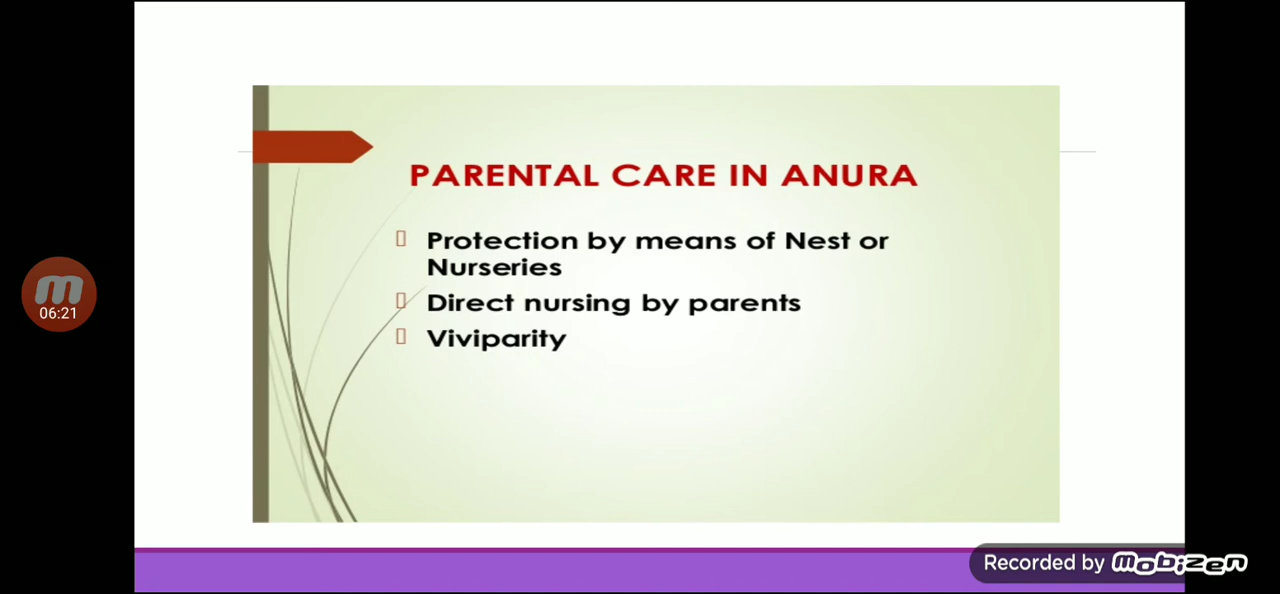 PARENTAL CARE IN ANURA
Protection by means of Nest or
Nurseries
Direct nursing by parents
Viviparity
06:21
Recorded by mobizen